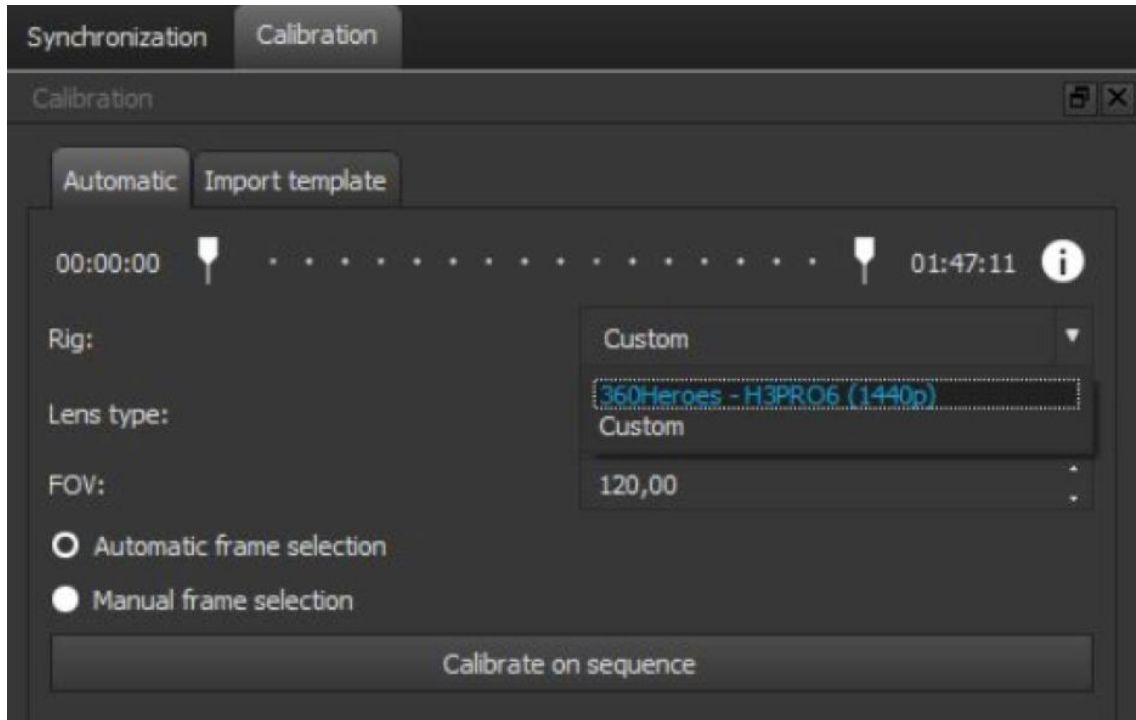 Synchronization Calibration
Calibration
Automatic Import template
00:00:00 01:47:11 i
Rig: Custom
360Heroes - H3PRO6 (1440p)
Lens type: Custom
FOV: 120,00
Automatic frame selection
Manual frame selection
Calibrate on sequence